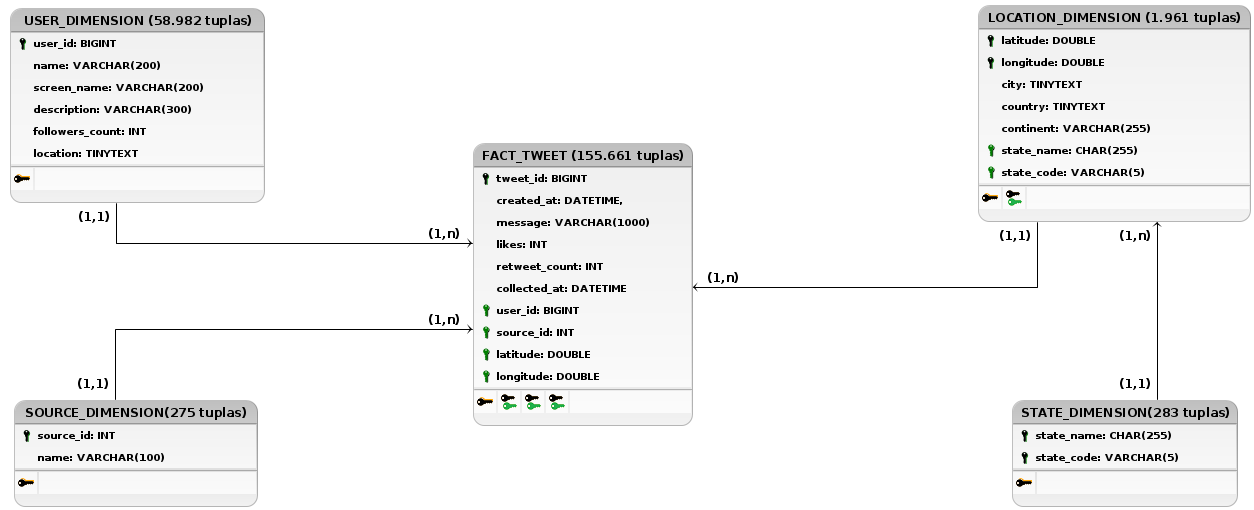 USER_DIMENSION (58.982 tuplas)
user_id: BIGINT
name: VARCHAR(200)
screen_name: VARCHAR(200)
description: VARCHAR(300)
followers_count: INT
location: TINYTEXT
(1,1)
(1,n)
SOURCE_DIMENSION(275 tuplas)
source_id: INT
name: VARCHAR(100)
(1,1)
(1,n)
FACT_TWEET (155.661 tuplas)
tweet_id: BIGINT
created_at: DATETIME,
message: VARCHAR(1000)
likes: INT
retweet_count: INT
collected_at: DATETIME
user_id: BIGINT
source_id: INT
latitude: DOUBLE
longitude: DOUBLE
(1,n)
LOCATION_DIMENSION (1.961 tuplas)
latitude: DOUBLE
longitude: DOUBLE
city: TINYTEXT
country: TINYTEXT
continent: VARCHAR(255)
state_name: CHAR(255)
state_code: VARCHAR(5)
(1,1)
(1,n)
(1,1)
STATE_DIMENSION(283 tuplas)
state_name: CHAR(255)
state_code: VARCHAR(5)